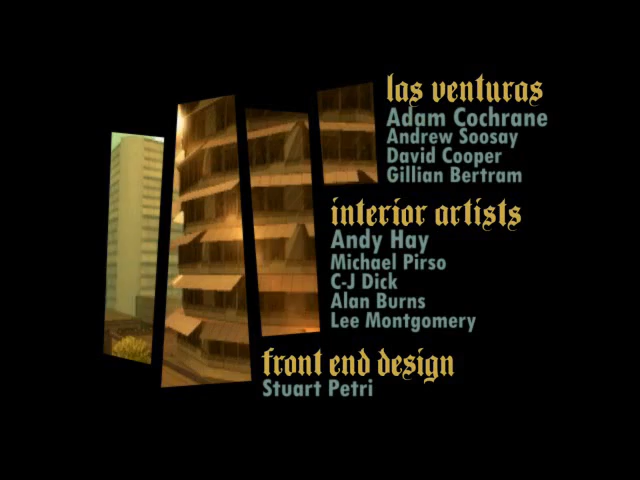 las venturas
Adam Cochrane
Andrew Soosay
David Cooper
Gillian Bertram
interior artists
Andy Hay
Michael Pirso
C-J Dick
Alan Burns
Lee Montgomery
front end design
Stuart Petri